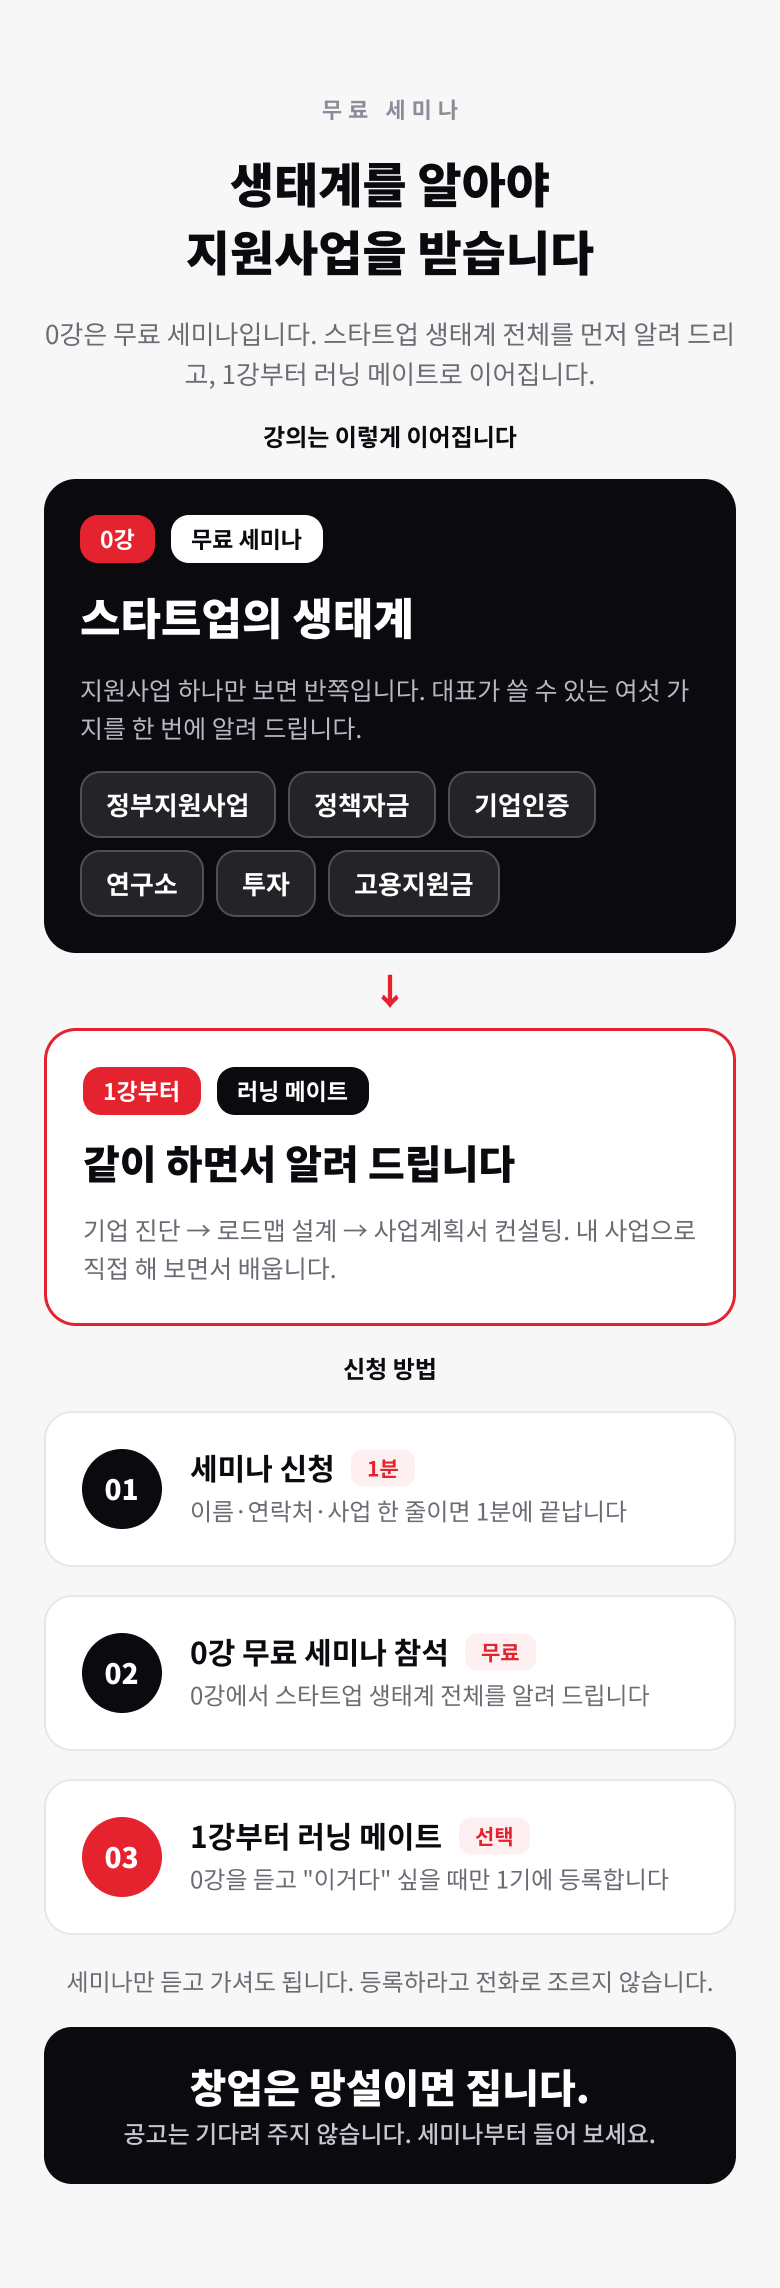 무료 세미나
생태계를 알아야
지원사업을 받습니다
0강은 무료 세미나입니다. 스타트업 생태계 전체를 먼저 알려 드리
고, 1강부터 러닝 메이트로 이어집니다.
강의는 이렇게 이어집니다
0강 무료 세미나
스타트업의 생태계
지원사업 하나만 보면 반쪽입니다. 대표가 쓸 수 있는 여섯 가
지를 한 번에 알려 드립니다.
정부지원사업 정책자금 기업인증
연구소 투자 고용지원금
↓
1강부터 러닝 메이트
같이 하면서 알려 드립니다
기업 진단 → 로드맵 설계 → 사업계획서 컨설팅. 내 사업으로
직접 해 보면서 배웁니다.
신청 방법
01
세미나 신청 1분
이름·연락처·사업 한 줄이면 1분에 끝납니다
02
0강 무료 세미나 참석 무료
0강에서 스타트업 생태계 전체를 알려 드립니다
03
1강부터 러닝 메이트 선택
0강을 듣고 "이거다" 싶을 때만 1기에 등록합니다
세미나만 듣고 가셔도 됩니다. 등록하라고 전화로 조르지 않습니다.
창업은 망설이면 집니다.
공고는 기다려 주지 않습니다. 세미나부터 들어 보세요.